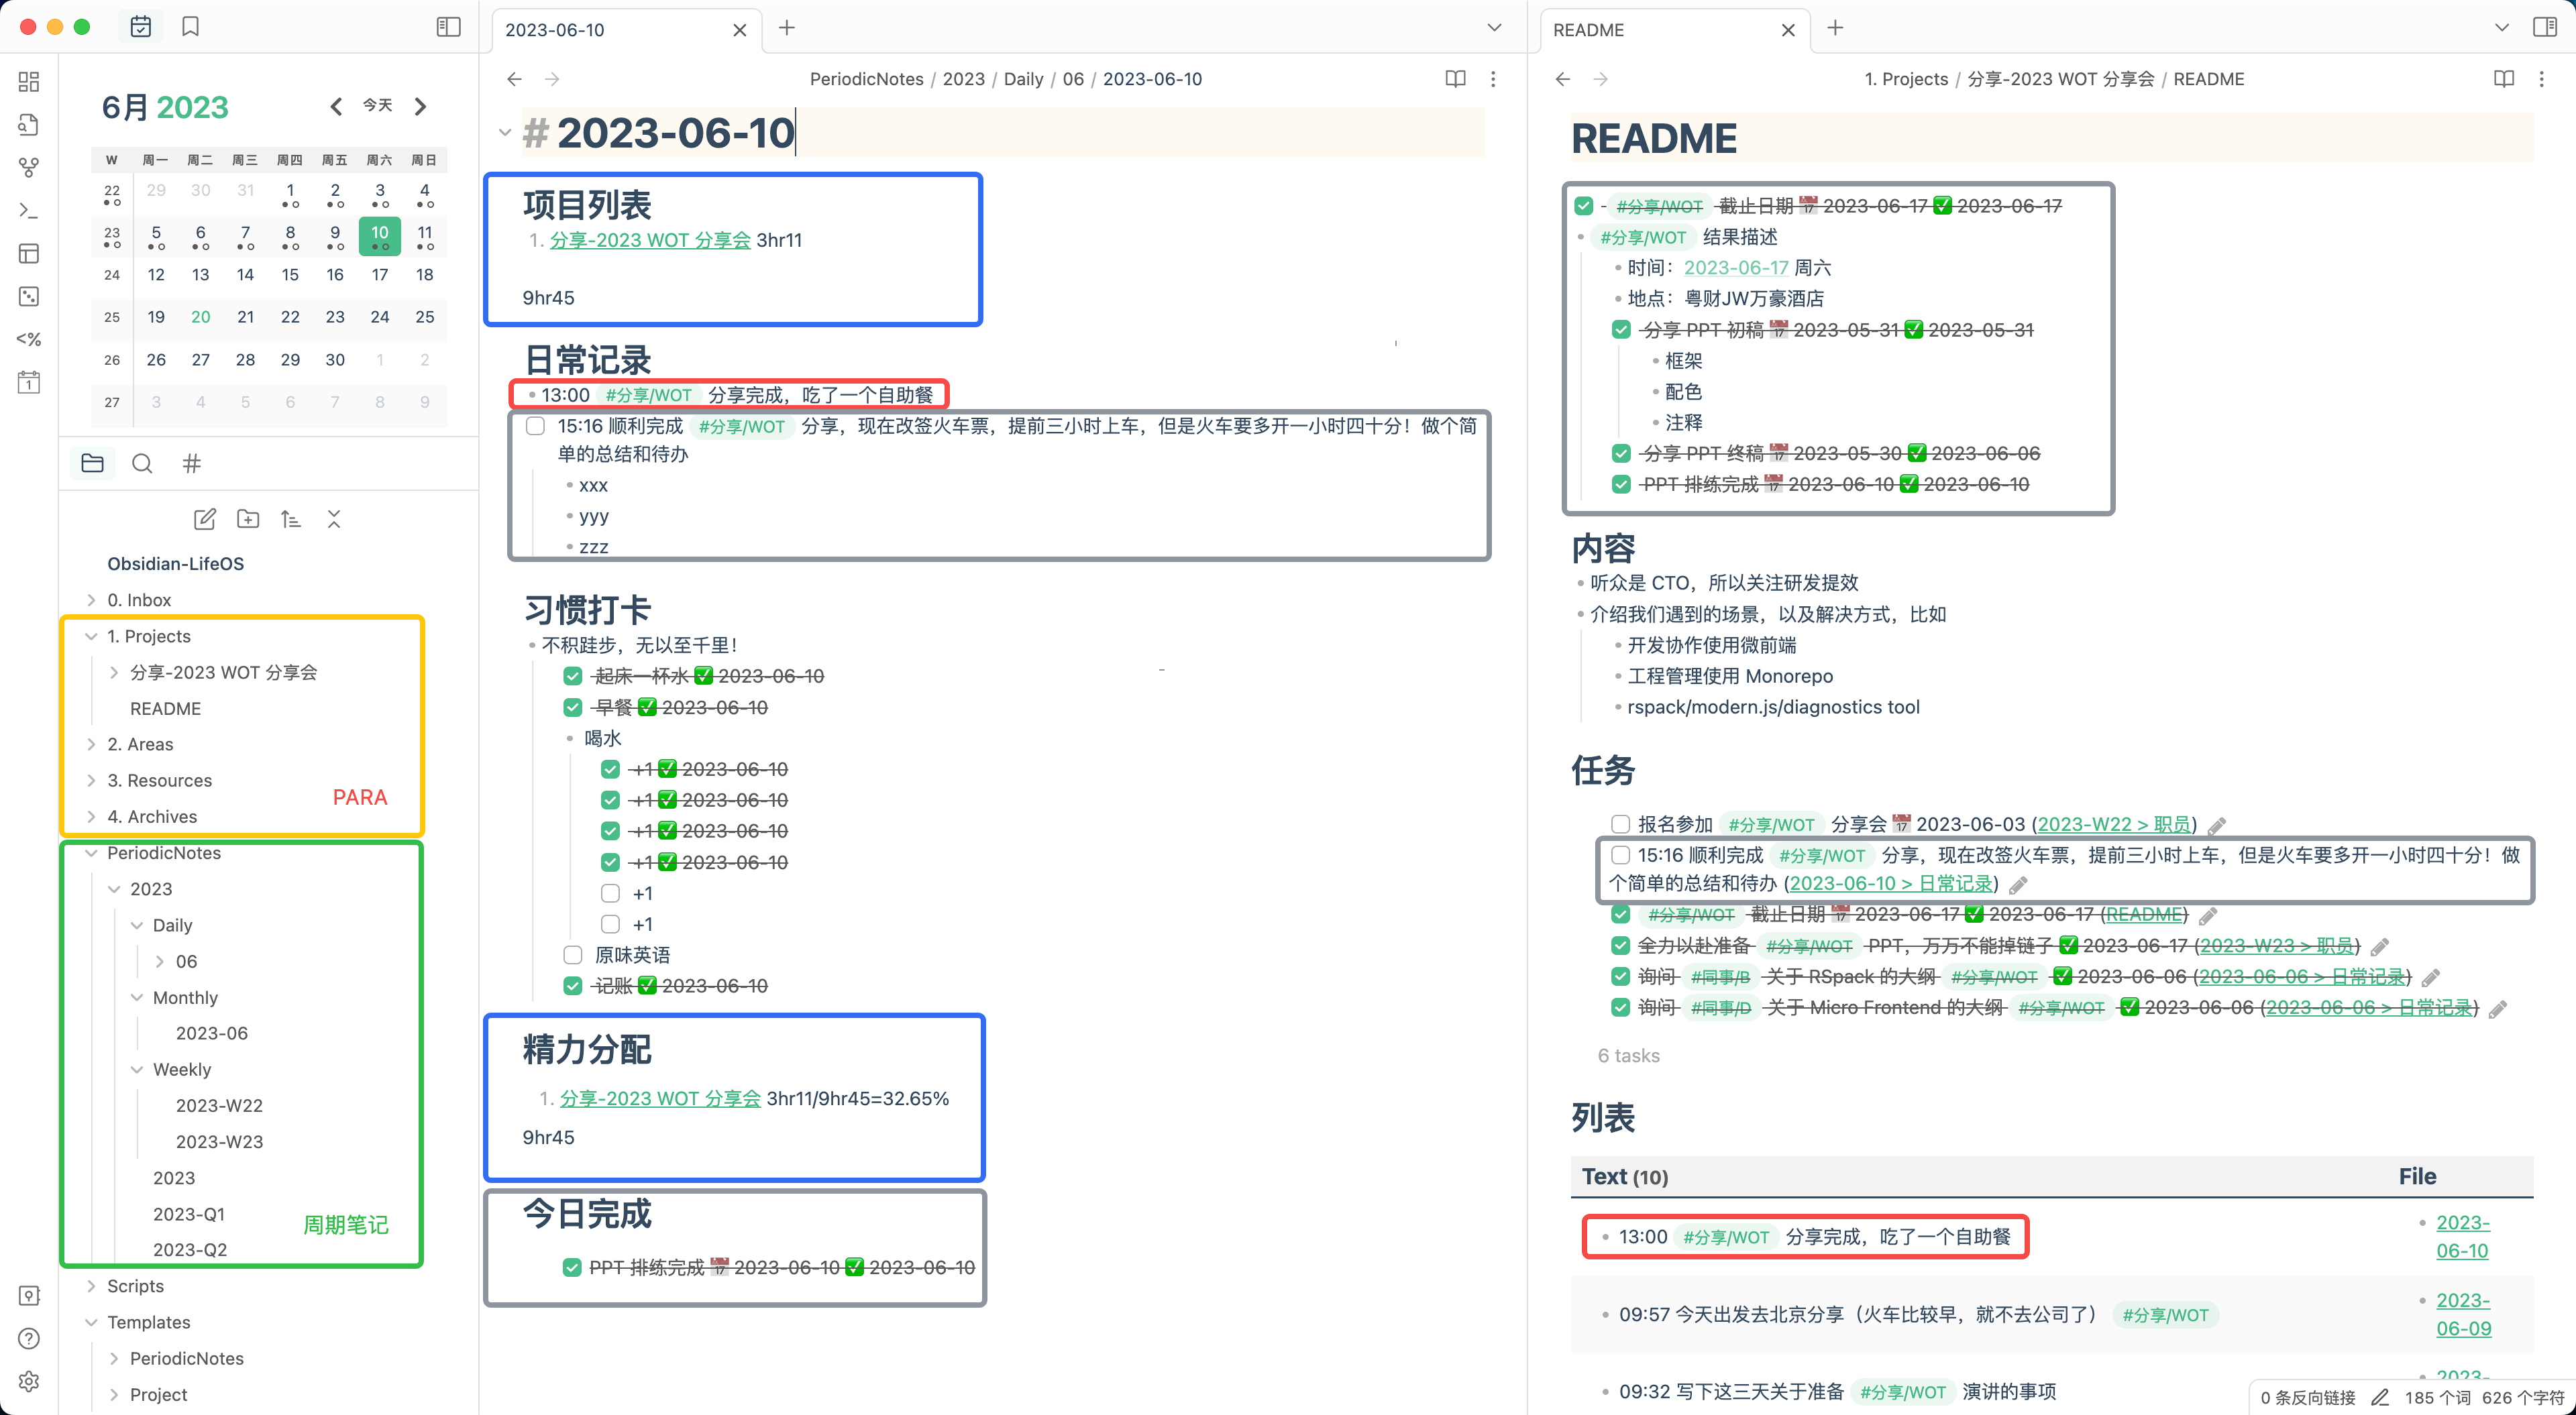 6月 2023
今天
W 周一 周二 周三 周四 周五 周六 周日
22 29 30 31 1 2 3 4
23 5 6 7 8 9 10 11
24 12 13 14 15 16 17 18
25 19 20 21 22 23 24 25
26 26 27 28 29 30 1 2
27 3 4 5 6 7 8 9
Obsidian-LifeOS
0. Inbox
1. Projects
分享-2023 WOT 分享会
README
2. Areas
3. Resources
PARA
4. Archives
PeriodicNotes
2023
Daily
06
Monthly
2023-06
Weekly
2023-W22
2023-W23
2023
2023-Q1
周期笔记
2023-Q2
Scripts
Templates
PeriodicNotes
Project
2023-06-10
PeriodicNotes / 2023 / Daily / 06 / 2023-06-10
# 2023-06-10
项目列表
1. 分享-2023 WOT 分享会 3hr11
9hr45
日常记录
13:00 #分享/WOT 分享完成，吃了一个自助餐
15:16 顺利完成 #分享/WOT 分享，现在改签火车票，提前三小时上车，但是火车要多开一小时四十分！做个简
单的总结和待办
xxx
yyy
zzz
习惯打卡
不积跬步，无以至千里！
起床一杯水 ✅ 2023-06-10
早餐 ✅ 2023-06-10
喝水
+1 ✅ 2023-06-10
+1 ✅ 2023-06-10
+1 ✅ 2023-06-10
+1 ✅ 2023-06-10
+1
+1
原味英语
记账 ✅ 2023-06-10
精力分配
1. 分享-2023 WOT 分享会 3hr11/9hr45=32.65%
9hr45
今日完成
PPT 排练完成 📅 2023-06-10 ✅ 2023-06-10
README
1. Projects / 分享-2023 WOT 分享会 / README
README
- #分享/WOT 截止日期 📅 2023-06-17 ✅ 2023-06-17
#分享/WOT 结果描述
时间：2023-06-17 周六
地点：粤财JW万豪酒店
分享 PPT 初稿 📅 2023-05-31 ✅ 2023-05-31
框架
配色
注释
分享 PPT 终稿 📅 2023-05-30 ✅ 2023-06-06
PPT 排练完成 📅 2023-06-10 ✅ 2023-06-10
内容
听众是 CTO，所以关注研发提效
介绍我们遇到的场景，以及解决方式，比如
开发协作使用微前端
工程管理使用 Monorepo
rspack/modern.js/diagnostics tool
任务
报名参加 #分享/WOT 分享会 📅 2023-06-03 (2023-W22 > 职员)
15:16 顺利完成 #分享/WOT 分享，现在改签火车票，提前三小时上车，但是火车要多开一小时四十分！做
个简单的总结和待办 (2023-06-10 > 日常记录)
#分享/WOT 截止日期 📅 2023-06-17 ✅ 2023-06-17 (README)
全力以赴准备 #分享/WOT PPT，万万不能掉链子 ✅ 2023-06-17 (2023-W23 > 职员)
询问 #同事/B 关于 RSpack 的大纲 #分享/WOT ✅ 2023-06-06 (2023-06-06 > 日常记录)
询问 #同事/D 关于 Micro Frontend 的大纲 #分享/WOT ✅ 2023-06-06 (2023-06-06 > 日常记录)
6 tasks
列表
Text (10) File
13:00 #分享/WOT 分享完成，吃了一个自助餐
2023-
06-10
09:57 今天出发去北京分享（火车比较早，就不去公司了） #分享/WOT
2023-
06-09
09:32 写下这三天关于准备 #分享/WOT 演讲的事项
0 条反向链接 185 个词 626 个字符